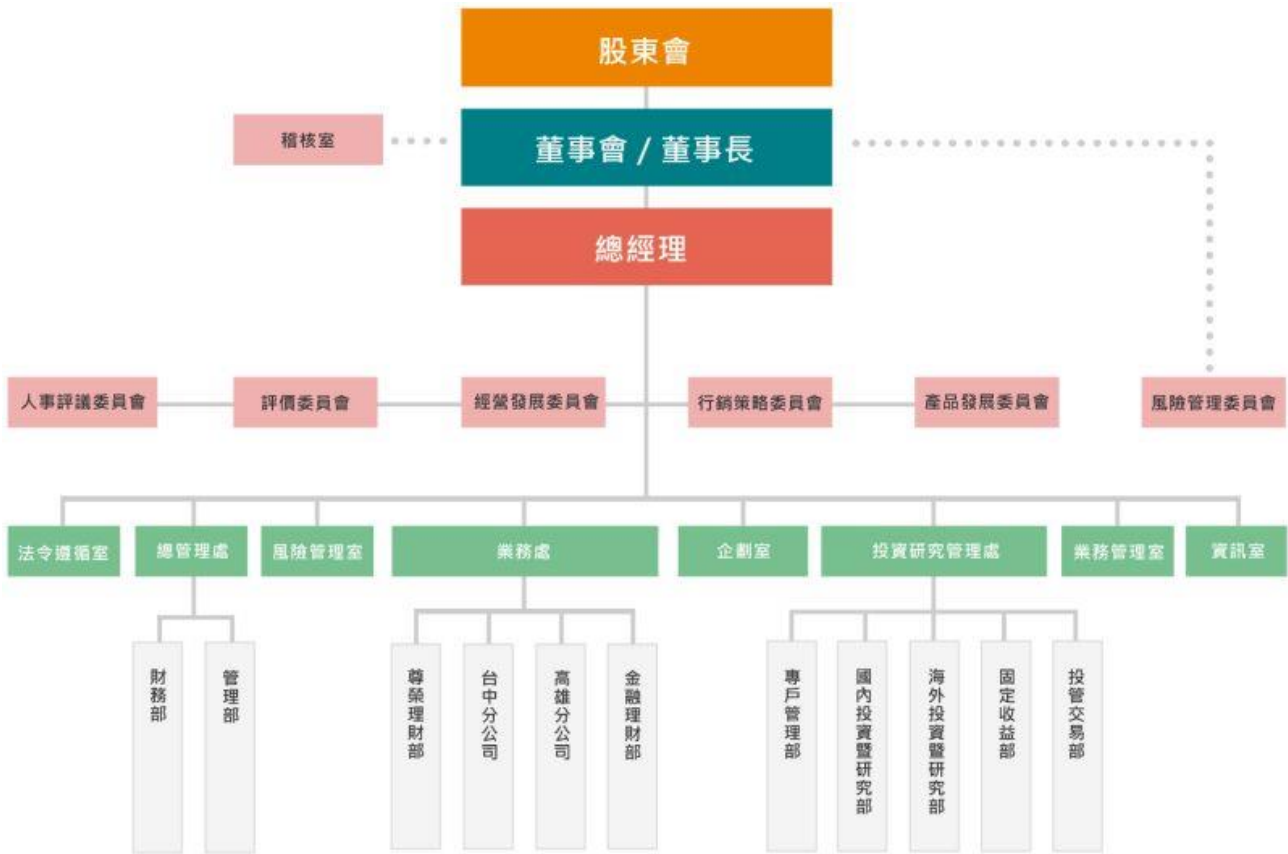 股東會
稽核室
董事會 / 董事長
總經理
人事評議委員會
評價委員會
經營發展委員會
行銷策略委員會
產品發展委員會
風險管理委員會
法令遵循室
總管理處
風險管理室
業務處
企劃室
投資研究管理處
業務管理室
資訊室
財務部
管理部
尊榮理財部
台中分公司
高雄分公司
金融理財部
專戶管理部
國內投資暨研究部
海外投資暨研究部
固定收益部
投管交易部